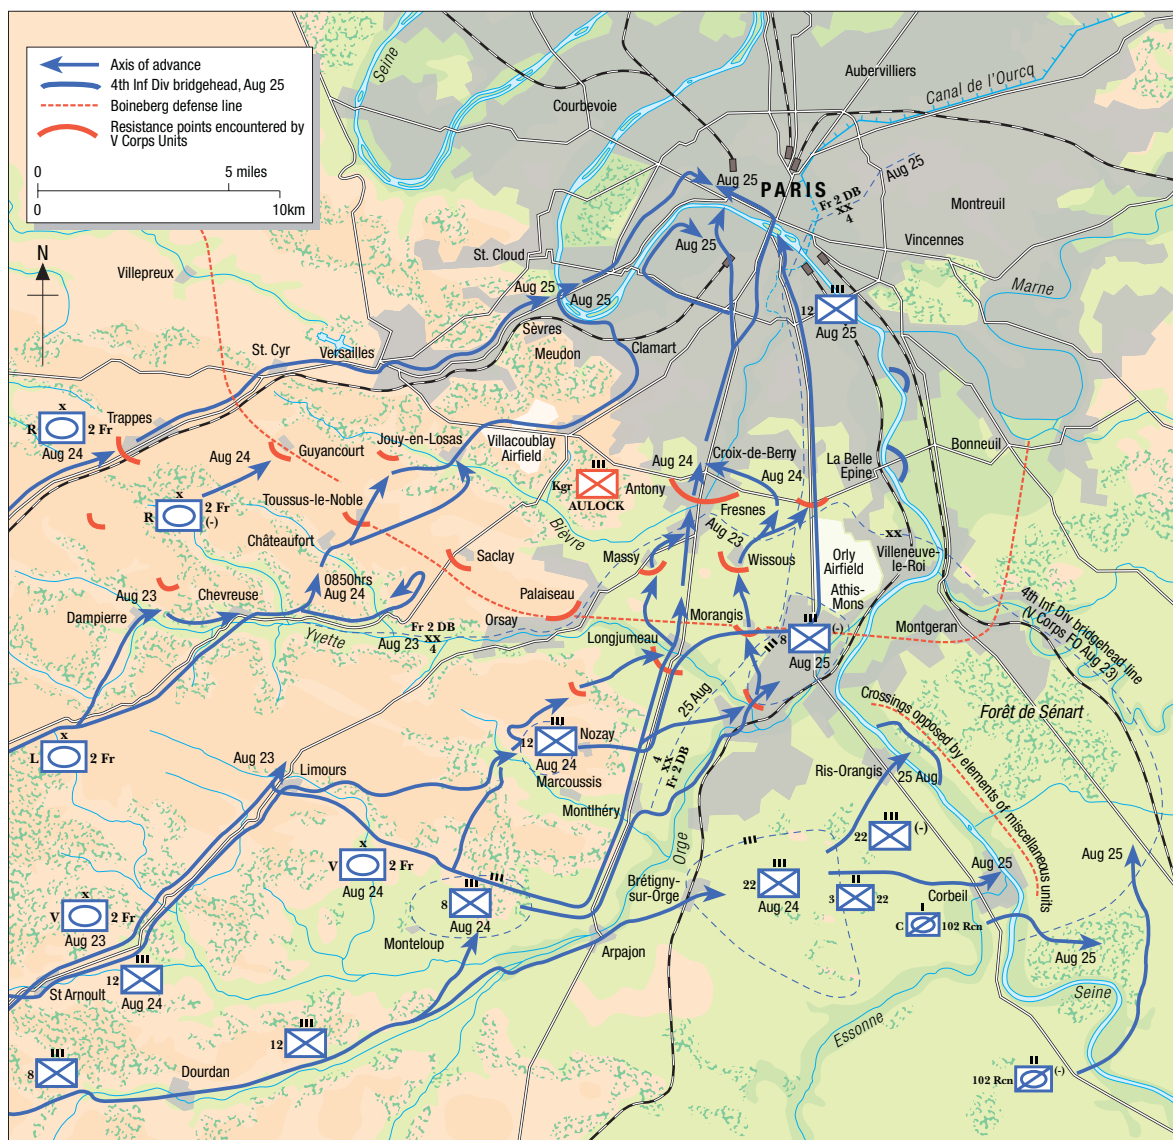 Axis of advance
4th Inf Div bridgehead, Aug 25
Boineberg defense line
Resistance points encountered by
V Corps Units
0 5 miles
0 10km
N
Seine
Courbevoie
Aubervilliers
Canal de l'Ourcq
Aug 25
PARIS
Aug 25
Fr 2 DB
XX
4
Montreuil
Vincennes
Aug 25
St. Cloud
Villepreux
Marne
Aug 25
Aug 25
12
Aug 25
Sèvres
Meudon
Clamart
St. Cyr
Versailles
Trappes
x
R 2 Fr
Aug 24
Aug 24
Guyancourt
Jouy-en-Losas
Villacoublay
Airfield
Kgr
AULOCK
Antony
Aug 24
Croix-de-Berny
Aug 24
La Belle
Epine
Bonneuil
x
R 2 Fr
(-)
Toussus-le-Noble
Châteaufort
Bièvre
Fresnes
Aug 23
Massy
Wissous
Orly
Airfield
xx
Villeneuve-
le-Roi
Athis-
Mons
Saclay
Palaiseau
Orsay
0850hrs
Aug 24
Aug 23
Chevreuse
Dampierre
Yvette
Aug 23
Fr 2 DB
XX
4
Morangis
Longjumeau
8 (-)
Aug 25
Montgeran
4th Inf Div bridgehead line
(V Corps FO Aug 23)
Crossings opposed by elements of miscellaneous units
Forêt de Sénart
25 Aug
4
XX
Fr 2 DB
x
L 2 Fr
12
Nozay
Aug 24
Marcoussis
Montlhéry
Aug 23
Limours
Ris-Orangis
25 Aug
x
V 2 Fr
Aug 24
22 (-)
Orge
Aug 25
Aug 25
x
V 2 Fr
Aug 23
8
Aug 24
Brétigny-
sur-Orge
22
Aug 24
3 22
Corbeil
C 102 Rcn
Aug 25
Monteloup
Arpajon
12
Aug 24
St Arnoult
Seine
Essonne
12
8
Dourdan
102 Rcn (-)